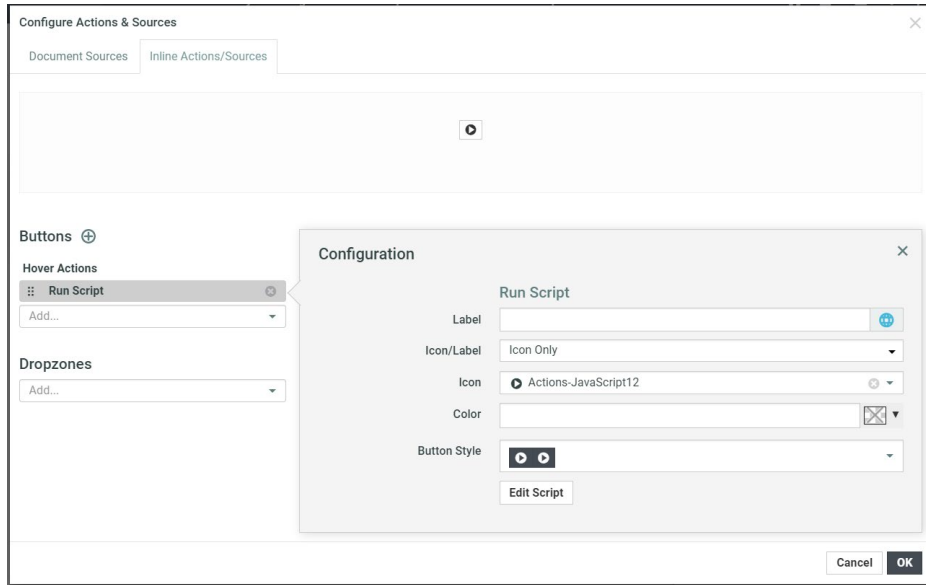 Configure Actions & Sources
Document Sources
Inline Actions/Sources
Buttons
Hover Actions
Run Script
Add...
Dropzones
Add...
Configuration
Run Script
Label
Icon/Label
Icon Only
Icon
Actions-JavaScript12
Color
Button Style
Edit Script
Cancel
OK